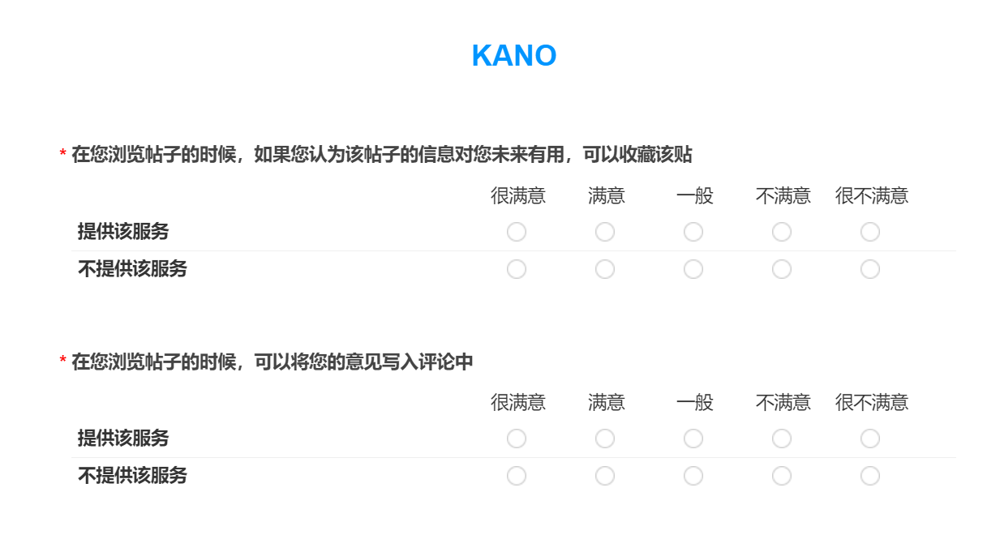 KANO
* 在您浏览帖子的时候，如果您认为该帖子的信息对您未来有用，可以收藏该贴
很满意 满意 一般 不满意 很不满意
提供该服务
不提供该服务
* 在您浏览帖子的时候，可以将您的意见写入评论中
很满意 满意 一般 不满意 很不满意
提供该服务
不提供该服务